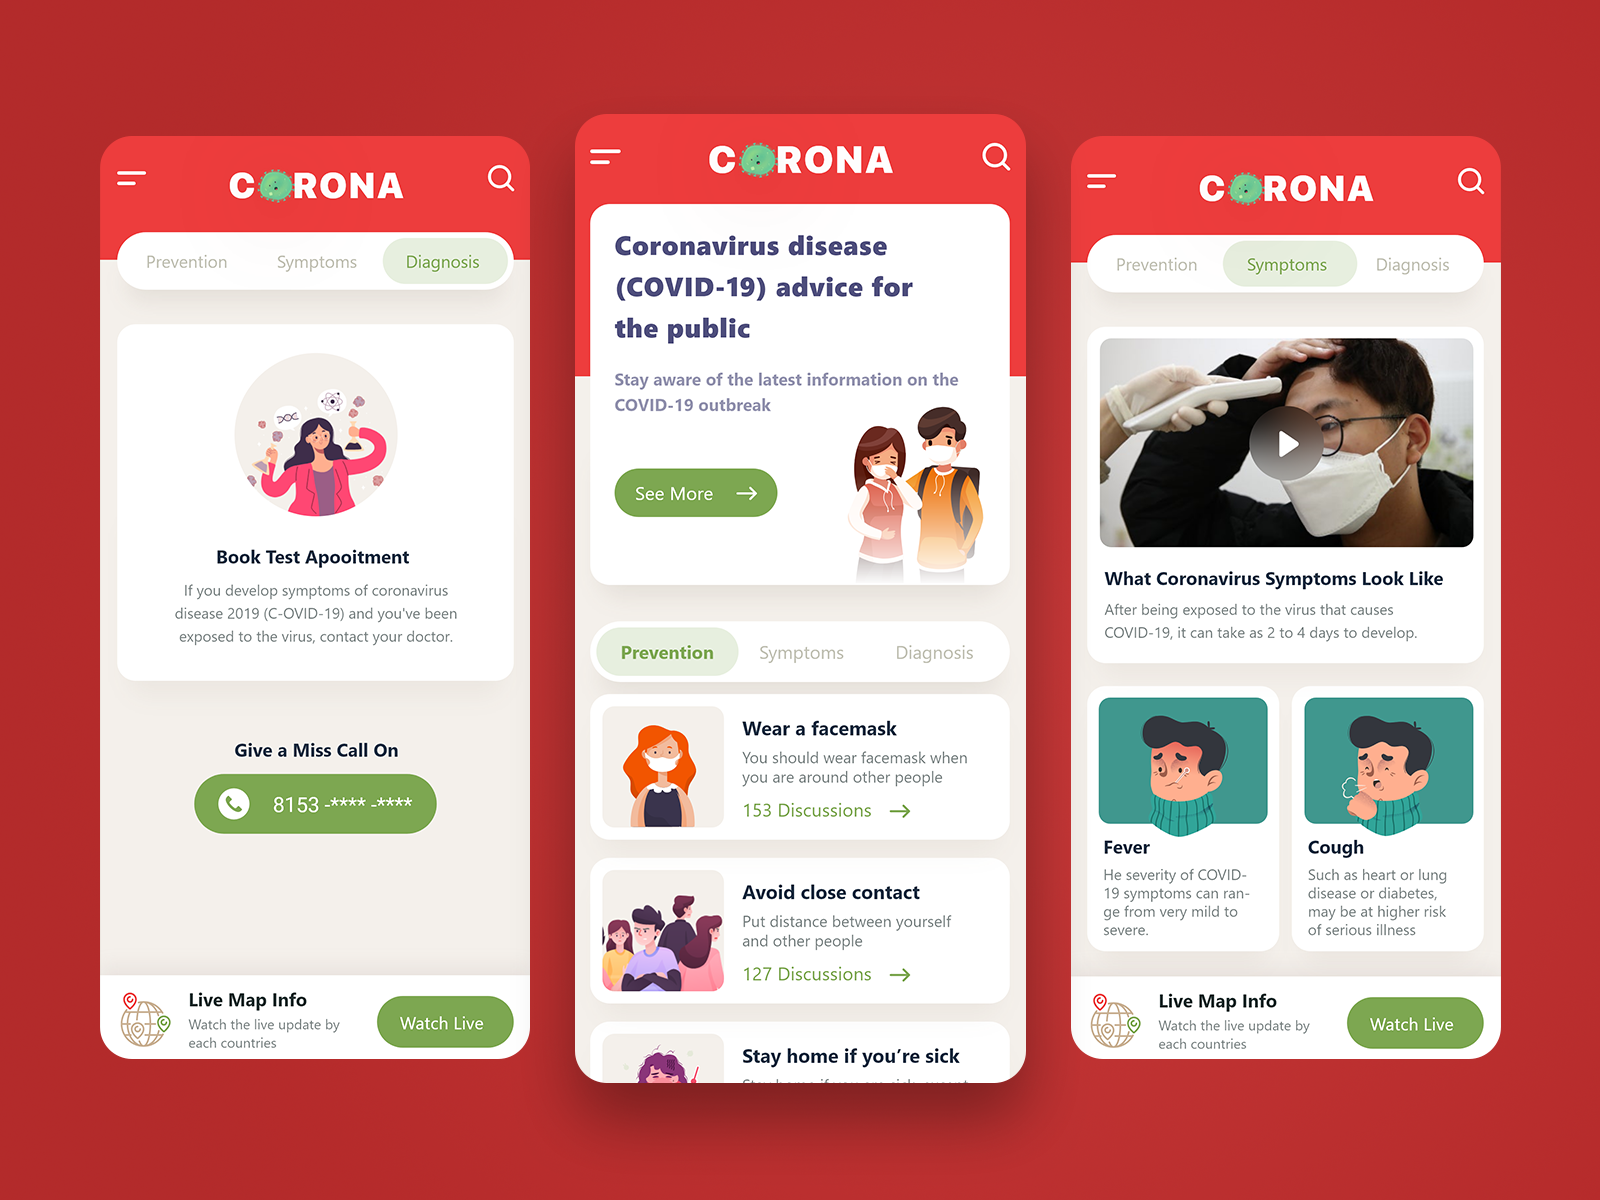 CORONA
Prevention Symptoms Diagnosis
Book Test Apooitment
If you develop symptoms of coronavirus
disease 2019 (C-OVID-19) and you've been
exposed to the virus, contact your doctor.
Give a Miss Call On
8153 -**** -****
Live Map Info
Watch the live update by
each countries
Watch Live
CORONA
Coronavirus disease
(COVID-19) advice for
the public
Stay aware of the latest information on the
COVID-19 outbreak
See More
Prevention Symptoms Diagnosis
Wear a facemask
You should wear facemask when
you are around other people
153 Discussions
Avoid close contact
Put distance between yourself
and other people
127 Discussions
Stay home if you’re sick
CORONA
Prevention Symptoms Diagnosis
What Coronavirus Symptoms Look Like
After being exposed to the virus that causes
COVID-19, it can take as 2 to 4 days to develop.
Fever
He severity of COVID-
19 symptoms can ran-
ge from very mild to
severe.
Cough
Such as heart or lung
disease or diabetes,
may be at higher risk
of serious illness
Live Map Info
Watch the live update by
each countries
Watch Live